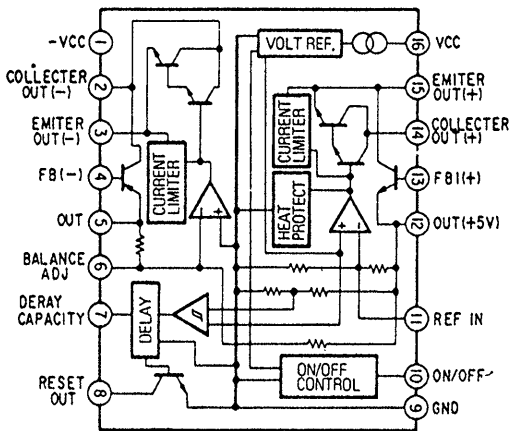 -VCC
1
COLLECTER
OUT(-)
2
EMITER
OUT(-)
3
FB(-)
4
OUT
5
BALANCE
ADJ
6
DERAY
CAPACITY
7
RESET
OUT
8
VOLT REF.
CURRENT
LIMITER
CURRENT
LIMITER
HEAT
PROTECT
-
+
+
-
DELAY
ON/OFF
CONTROL
16
VCC
15
EMITER
OUT(+)
14
COLLECTER
OUT(+)
13
FBI(+)
12
OUT(+5V)
11
REF IN
10
ON/OFF
9
GND